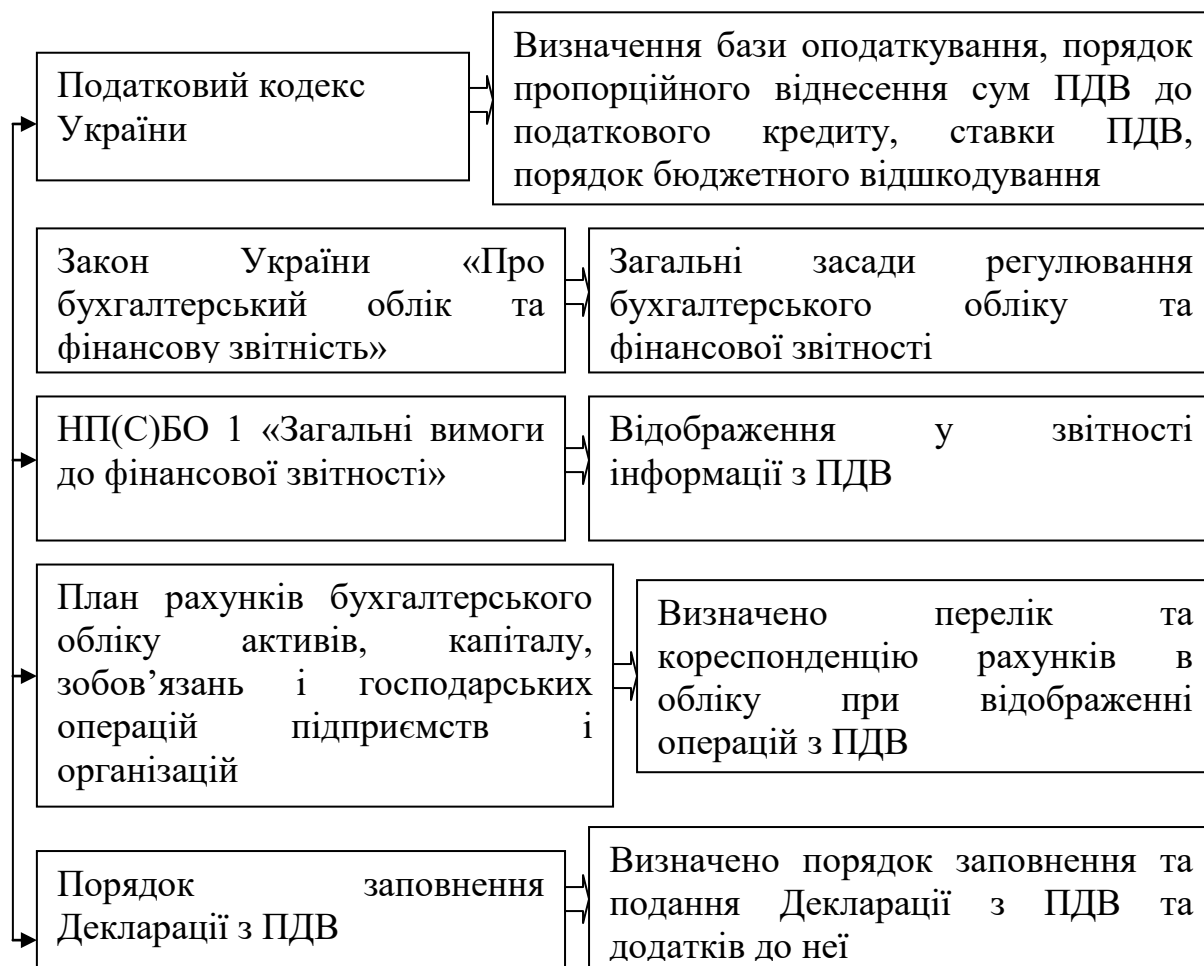 Податковий кодекс
України
Визначення бази оподаткування, порядок
пропорційного віднесення сум ПДВ до
податкового кредиту, ставки ПДВ,
порядок бюджетного відшкодування
Закон України «Про
бухгалтерський облік та
фінансову звітність»
Загальні засади регулювання
бухгалтерського обліку та
фінансової звітності
НП(С)БО 1 «Загальні вимоги
до фінансової звітності»
Відображення у звітності
інформації з ПДВ
План рахунків бухгалтерського
обліку активів, капіталу,
зобов’язань і господарських
операцій підприємств і
організацій
Визначено перелік та
кореспонденцію рахунків в
обліку при відображенні
операцій з ПДВ
Порядок заповнення
Декларації з ПДВ
Визначено порядок заповнення та
подання Декларації з ПДВ та
додатків до неї